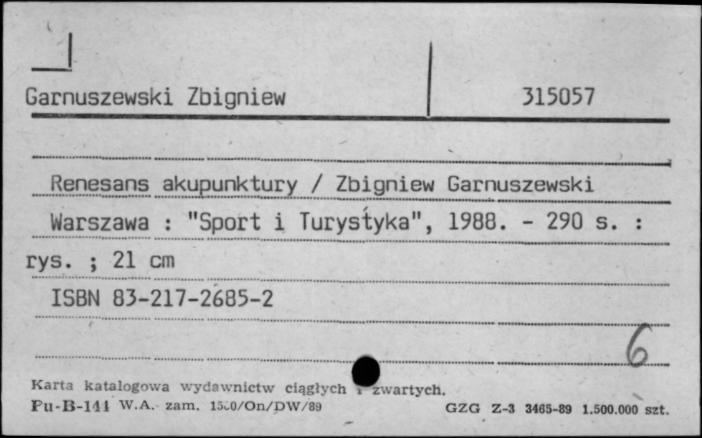 Garnuszewski Zbigniew 315057
Renesans akupunktury / Zbigniew Garnuszewski
Warszawa : "Sport i Turystyka", 1988. - 290 s. :
rys. ; 21 cm
ISBN 83-217-2685-2
6
Karta katalogowa wydawnictw ciągłych i zwartych.
Pu-B-144 W.A. zam. /On/DW/89 GZG Z-3 3465-89 1.500.000 szt.